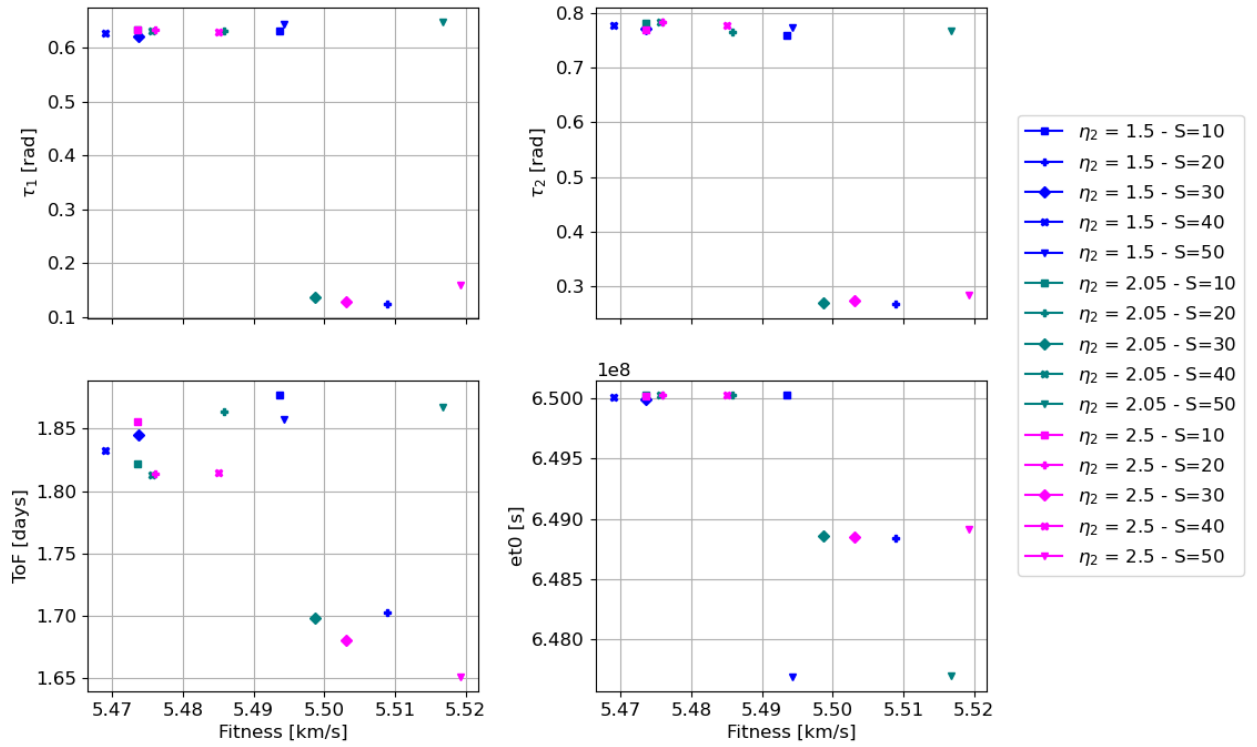 0.6
0.5
0.4
0.3
0.2
0.1
τ₁ [rad]
0.8
0.7
0.6
0.5
0.4
0.3
τ₂ [rad]
1.85
1.80
1.75
1.70
1.65
ToF [days]
5.47 5.48 5.49 5.50 5.51 5.52
Fitness [km/s]
1e8
6.500
6.495
6.490
6.485
6.480
et0 [s]
5.47 5.48 5.49 5.50 5.51 5.52
Fitness [km/s]
η₂ = 1.5 - S=10
η₂ = 1.5 - S=20
η₂ = 1.5 - S=30
η₂ = 1.5 - S=40
η₂ = 1.5 - S=50
η₂ = 2.05 - S=10
η₂ = 2.05 - S=20
η₂ = 2.05 - S=30
η₂ = 2.05 - S=40
η₂ = 2.05 - S=50
η₂ = 2.5 - S=10
η₂ = 2.5 - S=20
η₂ = 2.5 - S=30
η₂ = 2.5 - S=40
η₂ = 2.5 - S=50